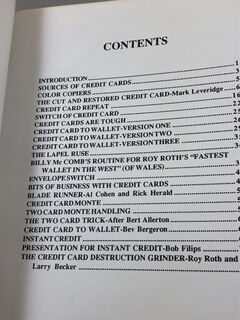 CONTENTS
INTRODUCTION 1
SOURCES OF CREDIT CARDS 3
COLOR COPIERS
THE CUT AND RESTORED CREDIT CARD-Mark Leveridge 6
CREDIT CARD REPEAT
SWITCH OF CREDIT CARD
CREDIT CARDS ARE TOUGH
CREDIT CARD TO WALLET-VERSION ONE
CREDIT CARD TO WALLET-VERSION TWO
CREDIT CARD TO WALLET-VERSION THREE
THE LAPEL RUSE
BILLY McCOMB'S ROUTINE FOR ROY ROTH'S "FASTEST
WALLET IN THE WEST" (OF WALES)
ENVELOPE SWITCH
BITS OF BUSINESS WITH CREDIT CARDS
BLADE RUNNER-Al Cohen and Rick Herald
CREDIT CARD MONTE
TWO CARD MONTE HANDLING
THE TWO CARD TRICK-After Bert Allerton
CREDIT CARD TO WALLET-Bev Bergeron
INSTANT CREDIT
PRESENTATION FOR INSTANT CREDIT-Bob Filips
THE CREDIT CARD DESTRUCTION GRINDER-Roy Roth and
Larry Becker